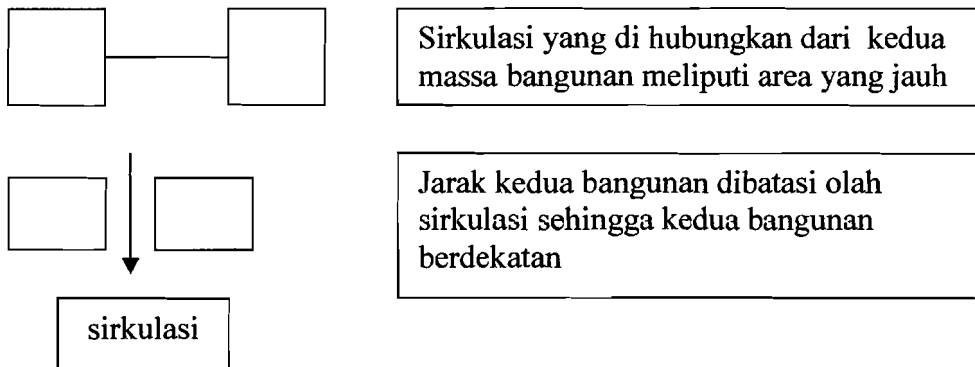 Sirkulasi yang di hubungkan dari kedua
massa bangunan meliputi area yang jauh
Jarak kedua bangunan dibatasi olah
sirkulasi sehingga kedua bangunan
berdekatan
sirkulasi